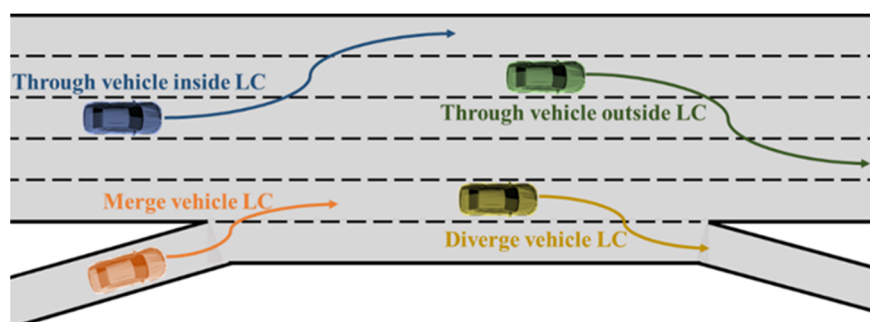 Through vehicle inside LC
Through vehicle outside LC
Merge vehicle LC
Diverge vehicle LC